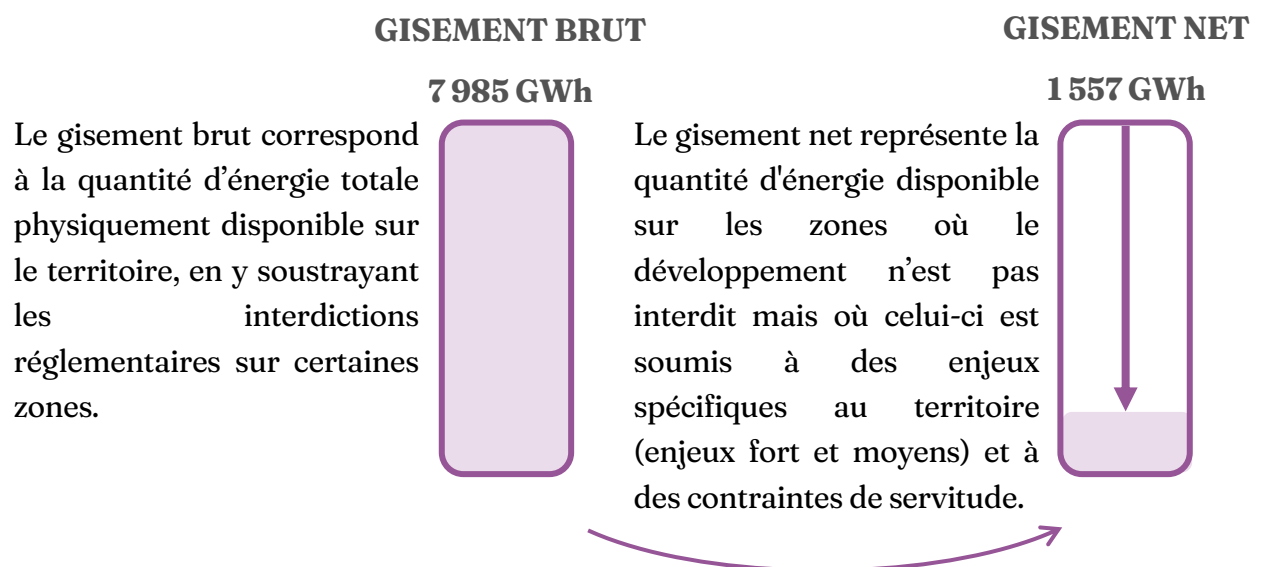 GISEMENT BRUT
7 985 GWh
Le gisement brut correspond
à la quantité d’énergie totale
physiquement disponible sur
le territoire, en y soustrayant
les interdictions
réglementaires sur certaines
zones.
GISEMENT NET
1 557 GWh
Le gisement net représente la
quantité d'énergie disponible
sur les zones où le
développement n’est pas
interdit mais où celui-ci est
soumis à des enjeux
spécifiques au territoire
(enjeux fort et moyens) et à
des contraintes de servitude.